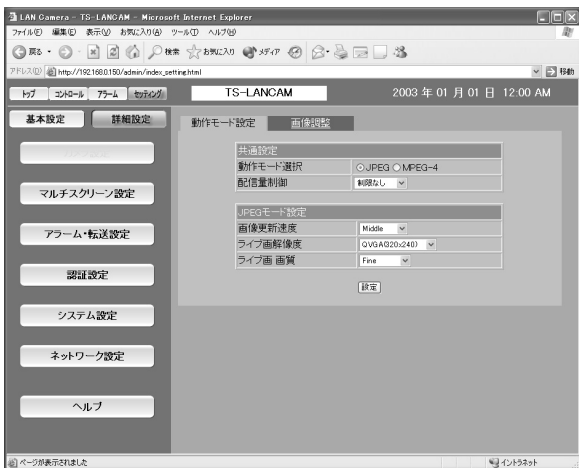 LAN Camera - TS-LANCAM - Microsoft Internet Explorer
ファイル(F) 編集(E) 表示(V) お気に入り(A) ツール(T) ヘルプ(H)
戻る 検索 お気に入り メディア
アドレス(D) http://192.168.0.150/admin/index_setting.html 移動
トップ コントロール アラーム セッティング TS-LANCAM 2003 年 01 月 01 日 12:00 AM
基本設定 詳細設定
動作モード設定 画像調整
共通設定
動作モード選択 JPEG MPEG-4
配信量制御 制限なし
JPEGモード設定
画像更新速度 Middle
ライブ画解像度 QVGA(320x240)
ライブ画 画質 Fine
設定
マルチスクリーン設定
アラーム・転送設定
認証設定
システム設定
ネットワーク設定
ヘルプ
ページが表示されました イントラネット